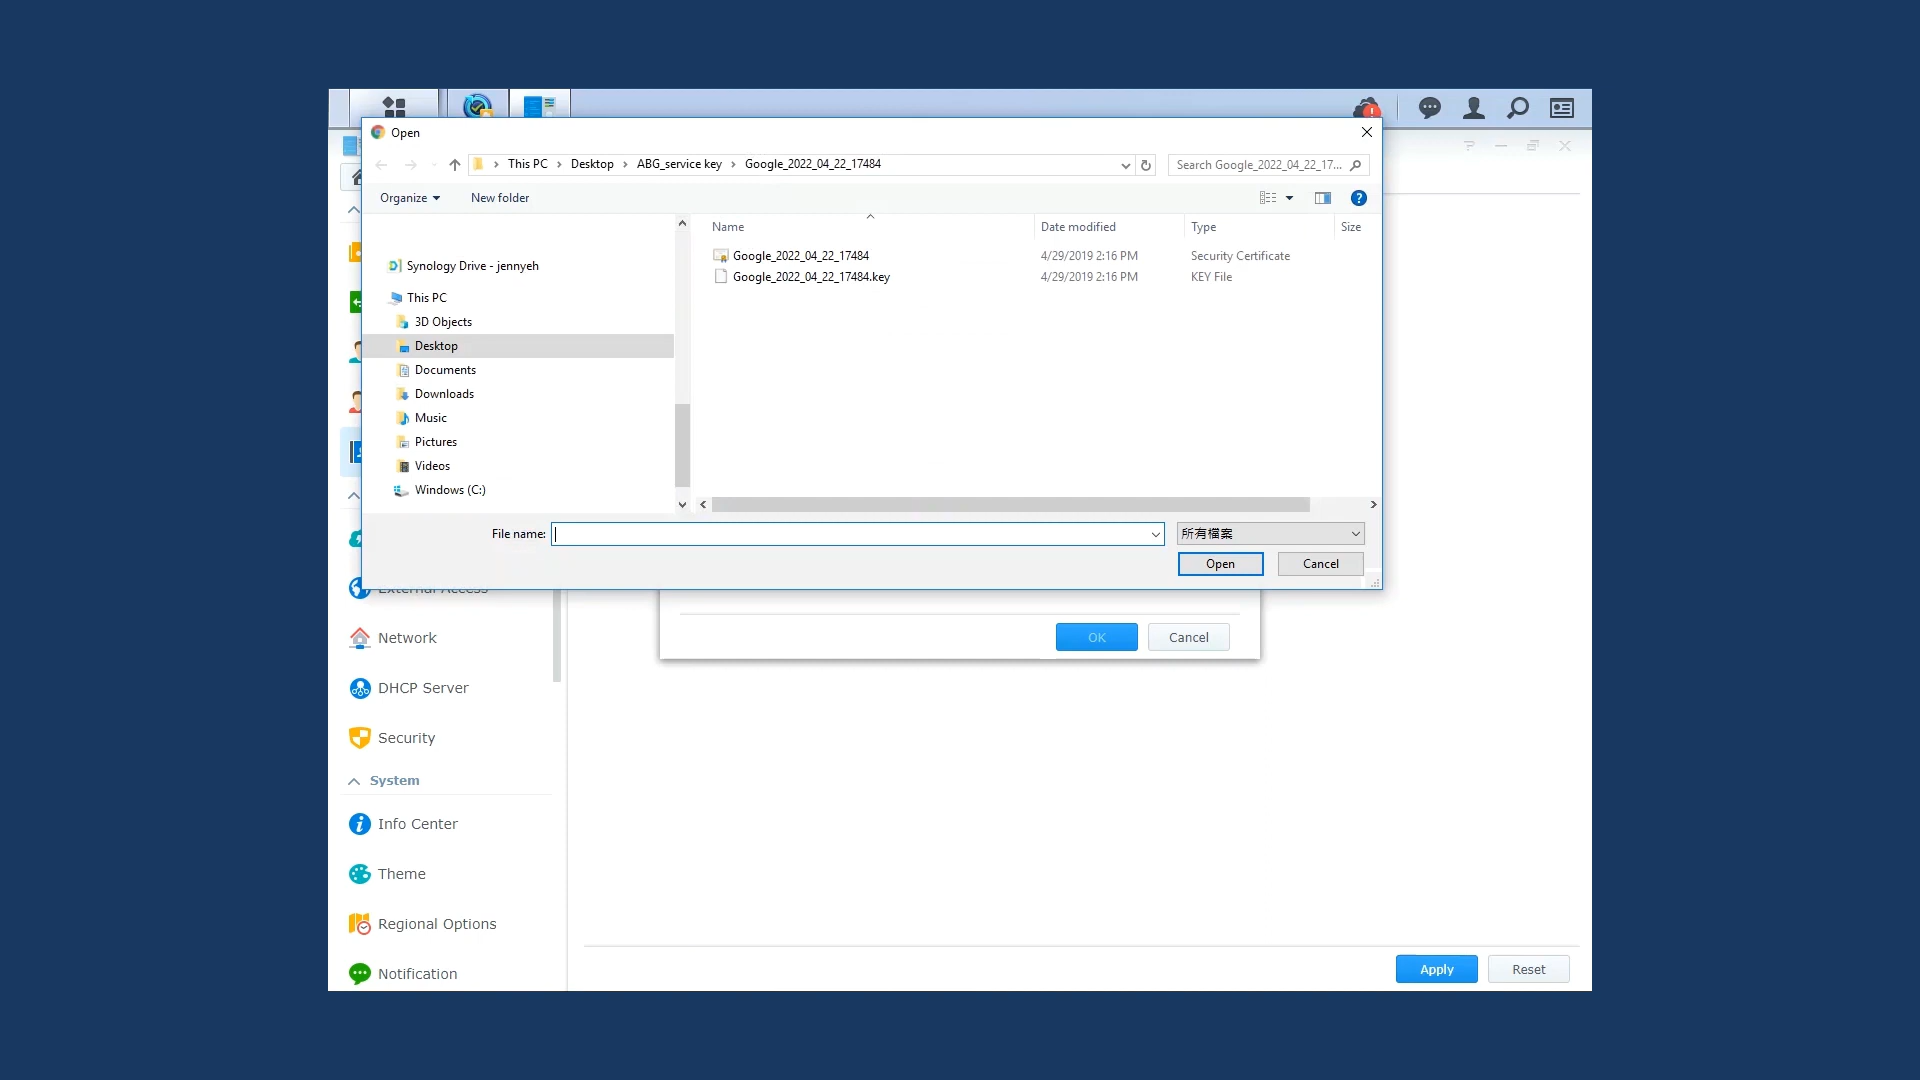 Open
This PC > Desktop > ABG_service key > Google_2022_04_22_17484
Search Google_2022_04_22_17...
Organize
New folder
Name
Date modified
Type
Size
Google_2022_04_22_17484
4/29/2019 2:16 PM
Security Certificate
Google_2022_04_22_17484.key
4/29/2019 2:16 PM
KEY File
Synology Drive - jennyeh
This PC
3D Objects
Desktop
Documents
Downloads
Music
Pictures
Videos
Windows (C:)
File name:
所有檔案
Open
Cancel
External Access
OK
Cancel
Network
DHCP Server
Security
System
Info Center
Theme
Regional Options
Notification
Apply
Reset